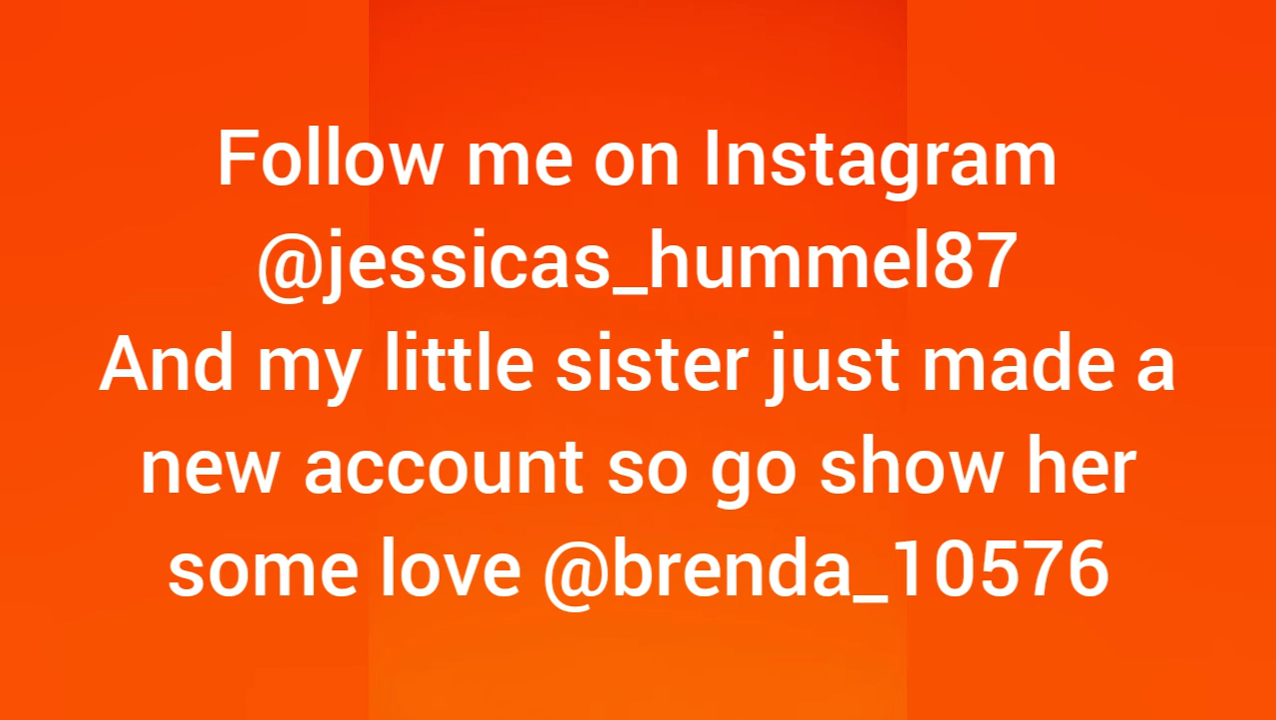 Follow me on Instagram
@jessicas_hummel87
And my little sister just made a
new account so go show her
some love @brenda_10576